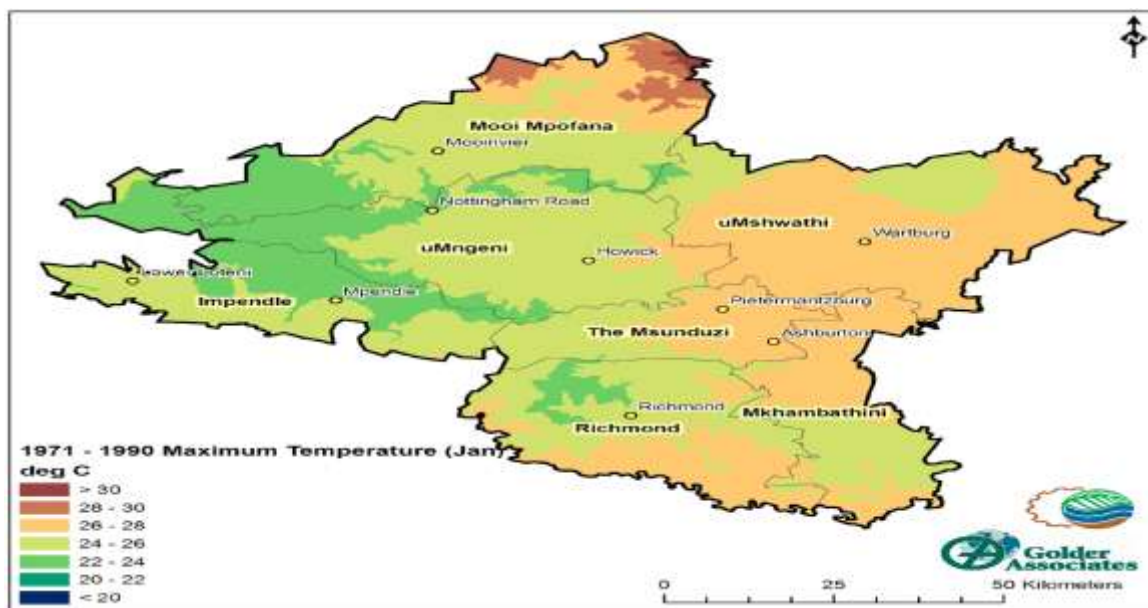 Mooi Mpofana
Mooirivier
Nottingham Road
uMshwathi
uMngeni
Howick
Wartburg
Impendle
Mpendle
Pietermaritzburg
The Msunduzi
Ashburton
Richmond
Mkhambathini
Richmond
1971 - 1990 Maximum Temperature (Jan)
deg C
> 30
28 - 30
26 - 28
24 - 26
22 - 24
20 - 22
< 20
Golder
Associates
0 25 50 Kilometers